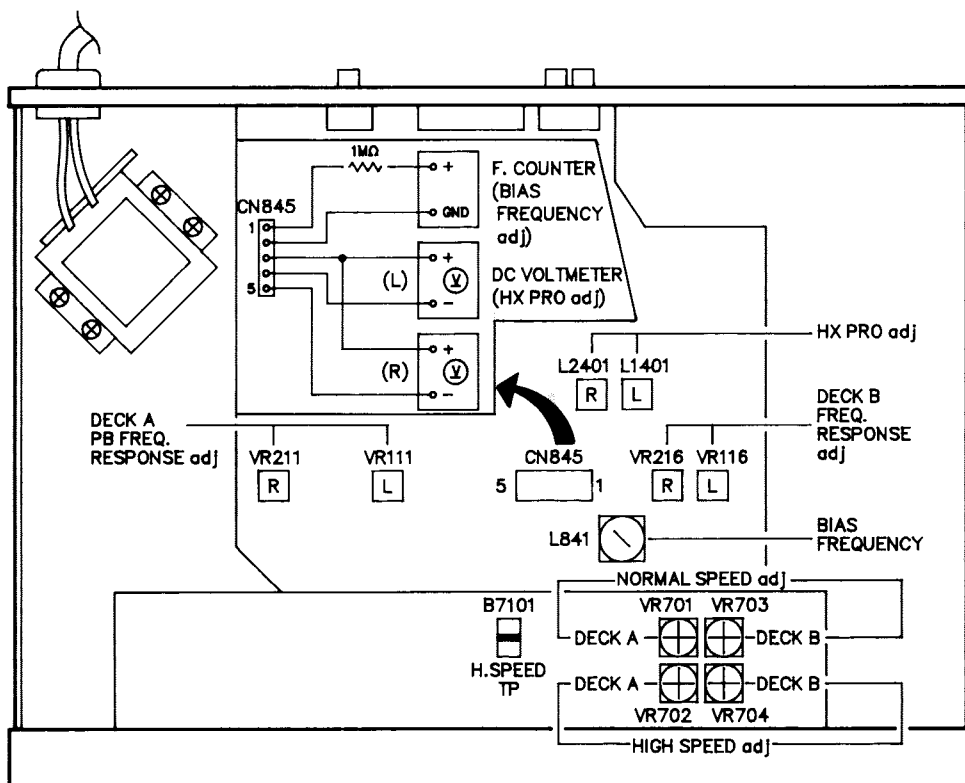 1MΩ
+
F. COUNTER
(BIAS
FREQUENCY
adj)
GND
CN845
1
5
(L)
+
V
-
DC VOLTMETER
(HX PRO adj)
(R)
+
V
-
HX PRO adj
L2401 L1401
R L
DECK A
PB FREQ.
RESPONSE adj
VR211 VR111
R L
CN845
5 1
DECK B
FREQ.
RESPONSE
adj
VR216 VR116
R L
L841
BIAS
FREQUENCY
NORMAL SPEED adj
B7101
H.SPEED
TP
VR701 VR703
DECK A DECK B
DECK A DECK B
VR702 VR704
HIGH SPEED adj